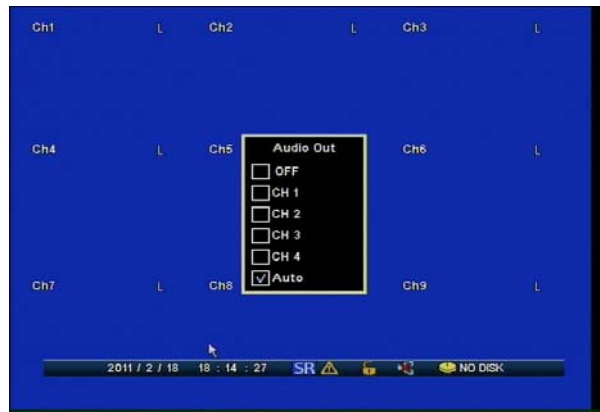 Ch1 L Ch2 L Ch3 L
Ch4 L Ch5 Ch6 L
Audio Out
OFF
CH 1
CH 2
CH 3
CH 4
Auto
Ch7 L Ch8 Ch9 L
2011 / 2 / 18 18 : 14 : 27 SR NO DISK